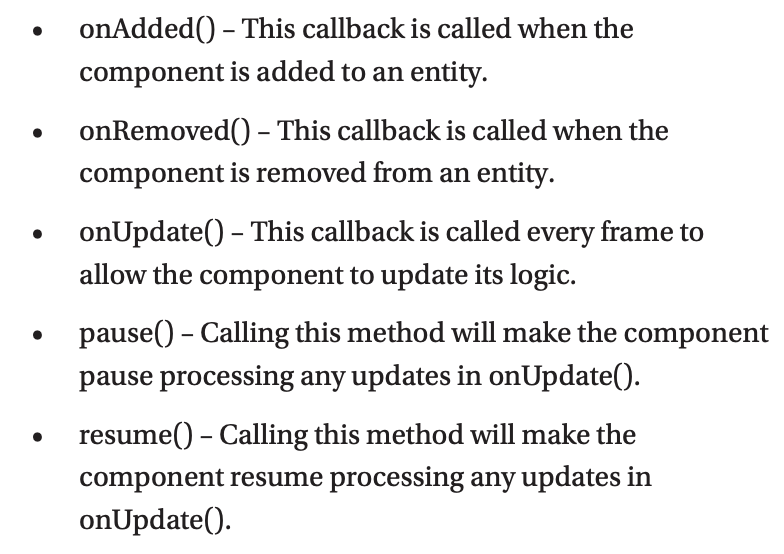 • onAdded() – This callback is called when the
component is added to an entity.
• onRemoved() – This callback is called when the
component is removed from an entity.
• onUpdate() – This callback is called every frame to
allow the component to update its logic.
• pause() – Calling this method will make the component
pause processing any updates in onUpdate().
• resume() – Calling this method will make the
component resume processing any updates in
onUpdate().